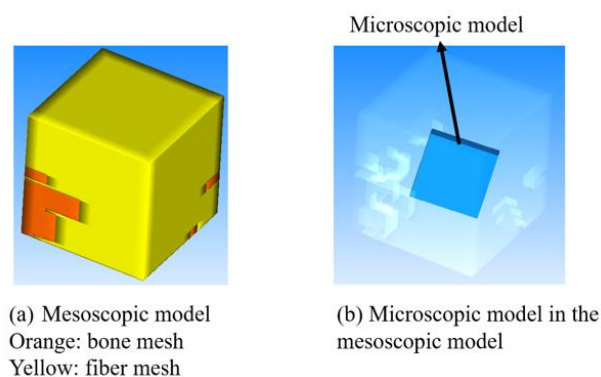 Microscopic model
(a) Mesoscopic model
Orange: bone mesh
Yellow: fiber mesh
(b) Microscopic model in the
mesoscopic model